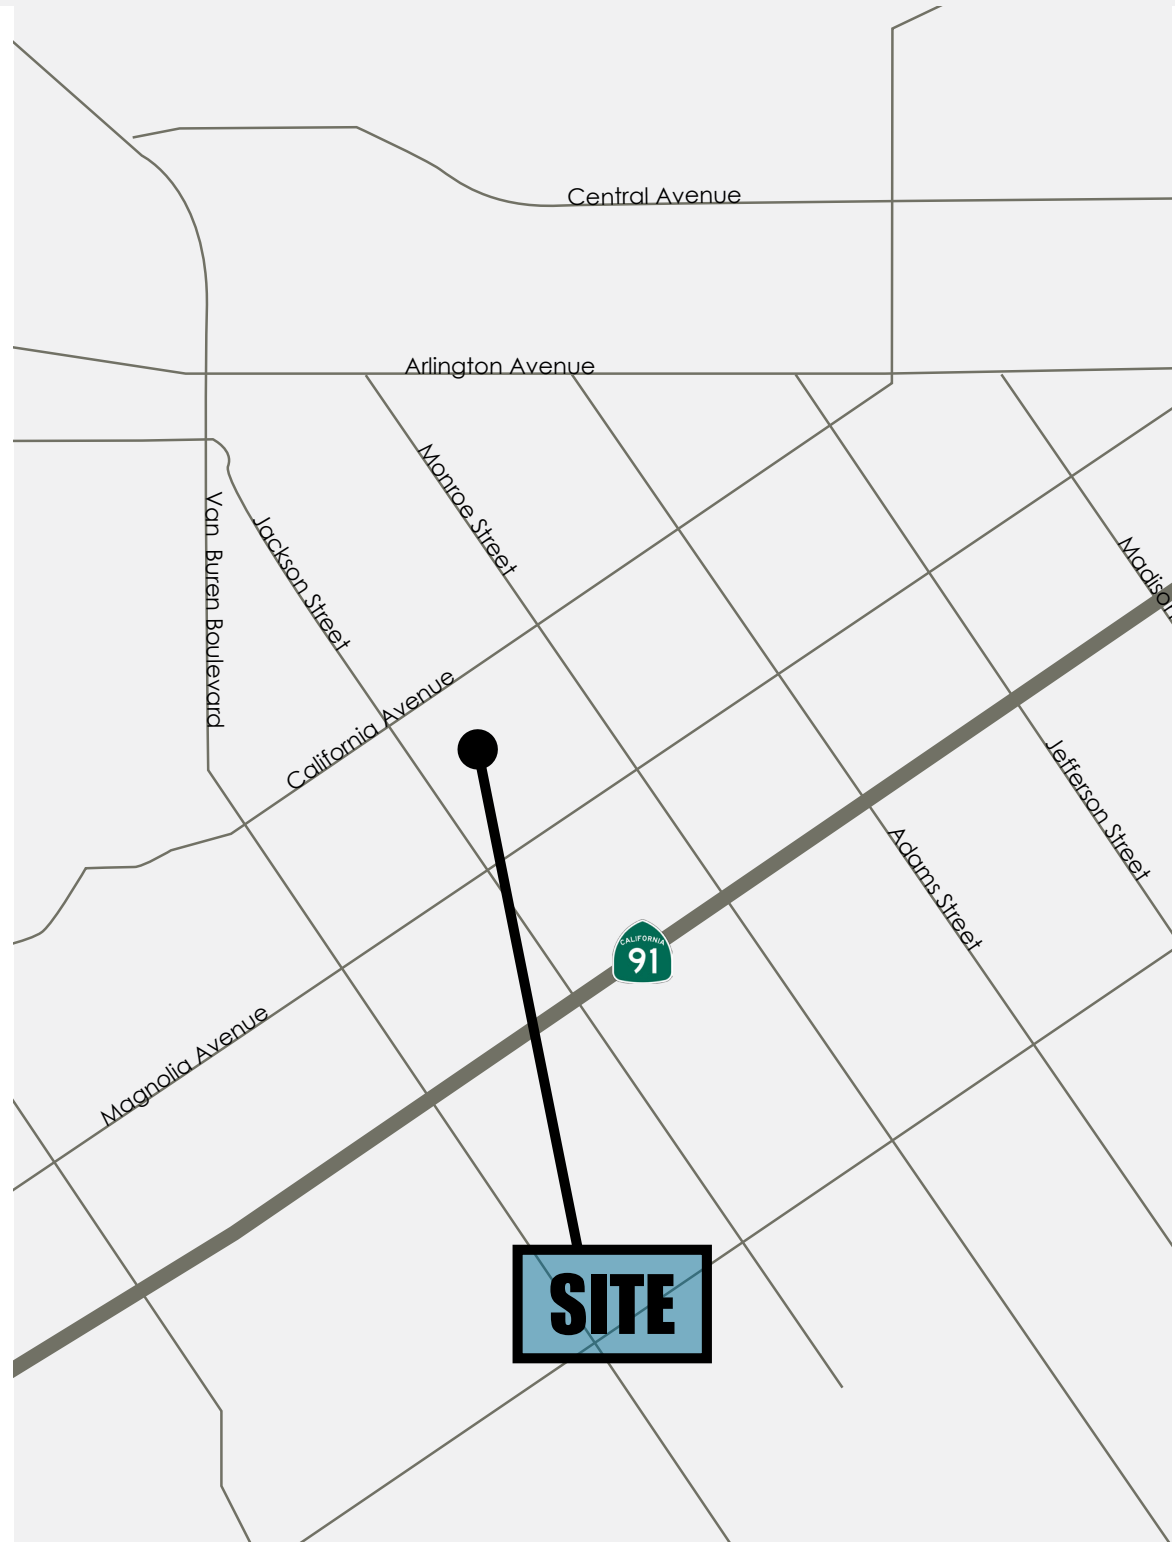 Central Avenue
Arlington Avenue
Monroe Street
Van Buren Boulevard
Jackson Street
Madison
California Avenue
Jefferson Street
Adams Street
CALIFORNIA
91
Magnolia Avenue
SITE